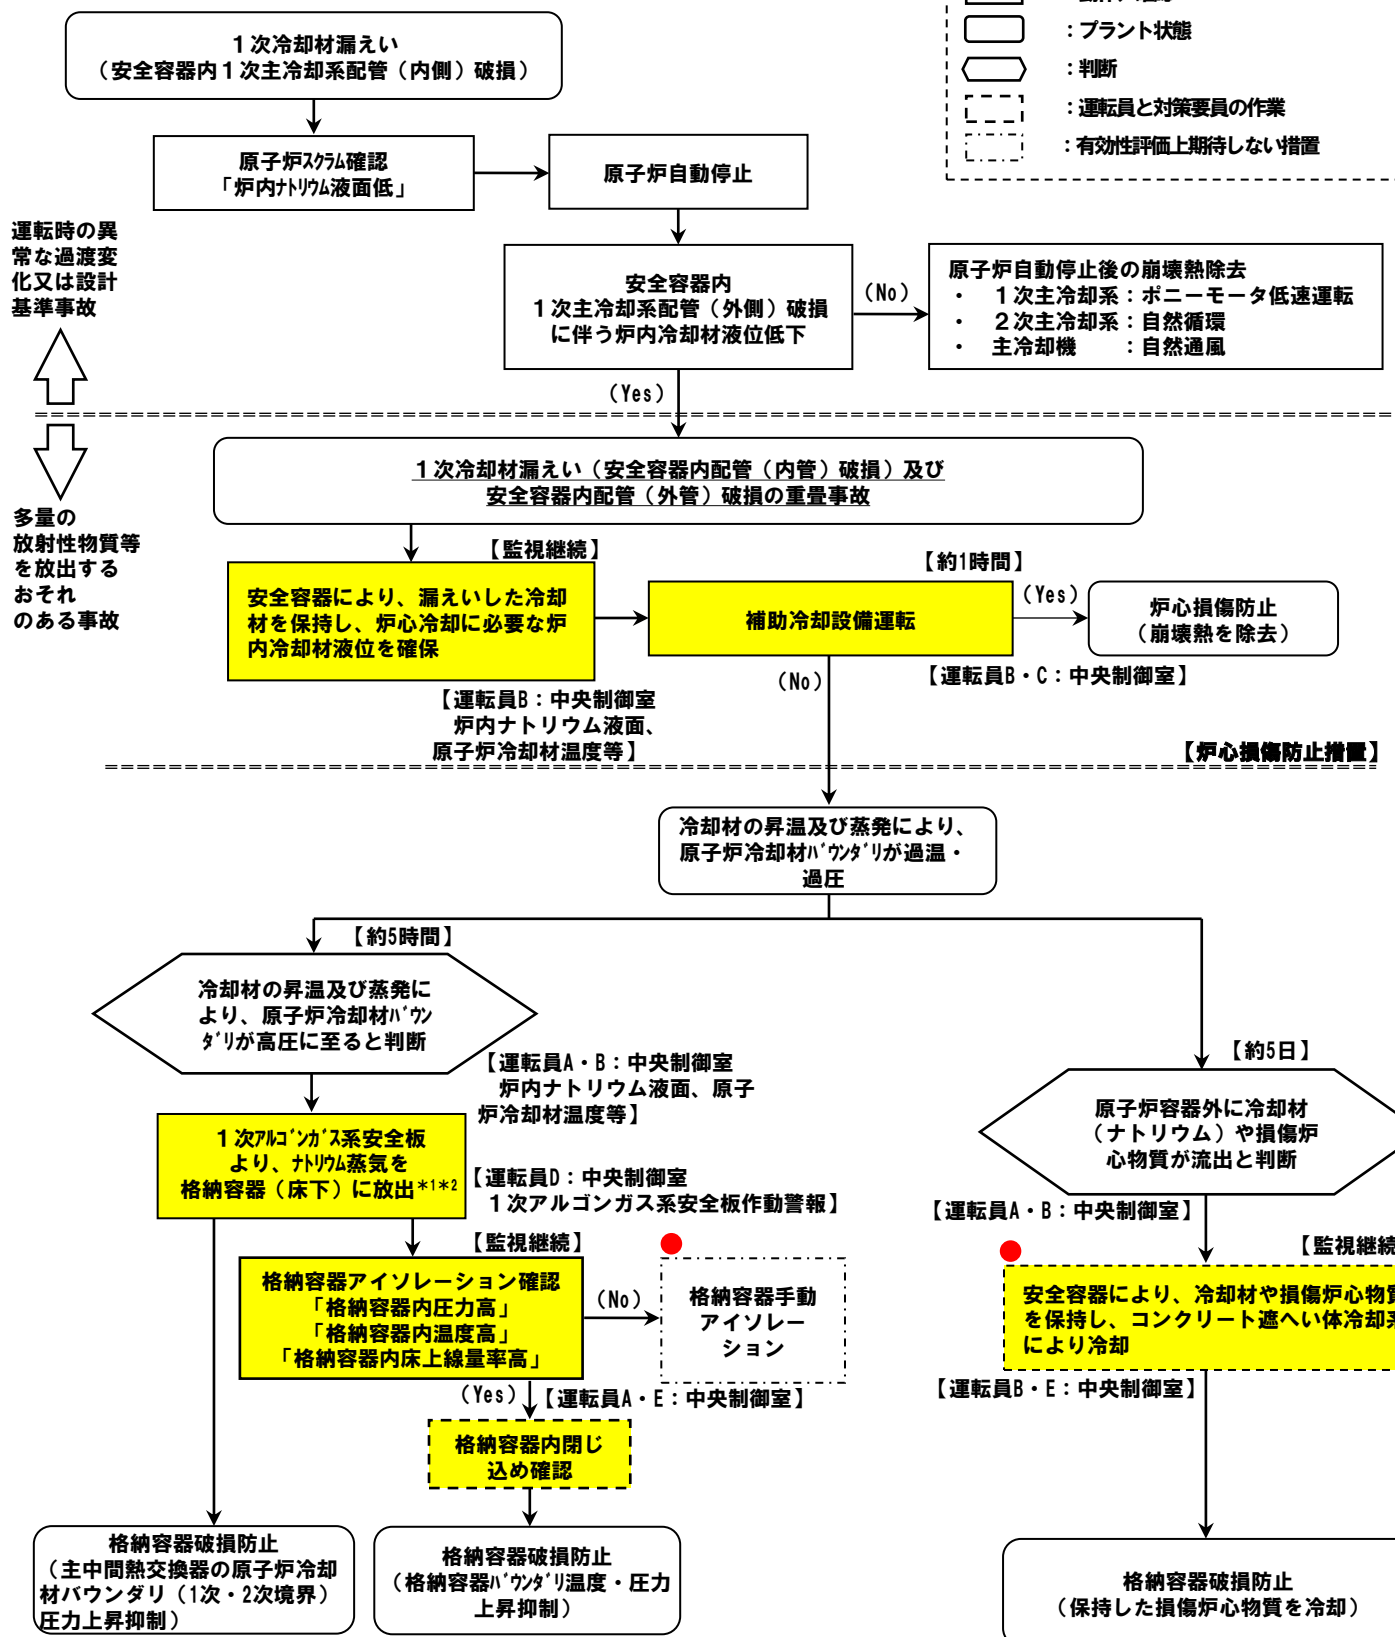 ：プラント状態
：判断
：運転員と対策要員の作業
：有効性評価上期待しない措置
１次冷却材漏えい
（安全容器内１次主冷却系配管（内側）破損）
原子炉ｽｸﾗﾑ確認
「炉内ﾅﾄﾘｳﾑ液面低」
原子炉自動停止
運転時の異
常な過渡変
化又は設計
基準事故
安全容器内
１次主冷却系配管（外側）破損
に伴う炉内冷却材液位低下
（No）
原子炉自動停止後の崩壊熱除去
・　１次主冷却系：ポニーモータ低速運転
・　２次主冷却系：自然循環
・　主冷却機　　：自然通風
（Yes）
多量の
放射性物質等
を放出する
おそれ
のある事故
１次冷却材漏えい（安全容器内配管（内管）破損）及び
安全容器内配管（外管）破損の重畳事故
【監視継続】
安全容器により、漏えいした冷却
材を保持し、炉心冷却に必要な炉
内冷却材液位を確保
【約1時間】
補助冷却設備運転
（Yes）
炉心損傷防止
（崩壊熱を除去）
【運転員B：中央制御室
炉内ナトリウム液面、
原子炉冷却材温度等】
（No）
【運転員B・C：中央制御室】
【炉心損傷防止措置】
冷却材の昇温及び蒸発により、
原子炉冷却材ﾊﾞｳﾝﾀﾞﾘが過温・
過圧
【約5時間】
冷却材の昇温及び蒸発に
より、原子炉冷却材ﾊﾞｳﾝ
ﾀﾞﾘが高圧に至ると判断
【運転員A・B：中央制御室
炉内ナトリウム液面、原子
炉冷却材温度等】
【約5日】
原子炉容器外に冷却材
（ナトリウム）や損傷炉
心物質が流出と判断
１次ｱﾙｺﾞﾝｶﾞｽ系安全板
より、ﾅﾄﾘｳﾑ蒸気を
格納容器（床下）に放出*1*2
【運転員D：中央制御室
１次アルゴンガス系安全板作動警報】
【運転員A・B：中央制御室】
【監視継続】
格納容器アイソレーション確認
「格納容器内圧力高」
「格納容器内温度高」
「格納容器内床上線量率高」
（No）
格納容器手動
アイソレー
ション
【監視継続
安全容器により、冷却材や損傷炉心物質
を保持し、コンクリート遮へい体冷却系
により冷却
（Yes）
【運転員A・E：中央制御室】
【運転員B・E：中央制御室】
格納容器内閉じ
込め確認
格納容器破損防止
（主中間熱交換器の原子炉冷却
材バウンダリ（1次・2次境界）
圧力上昇抑制）
格納容器破損防止
（格納容器ﾊﾞｳﾝﾀﾞﾘ温度・圧力
上昇抑制）
格納容器破損防止
（保持した損傷炉心物質を冷却）